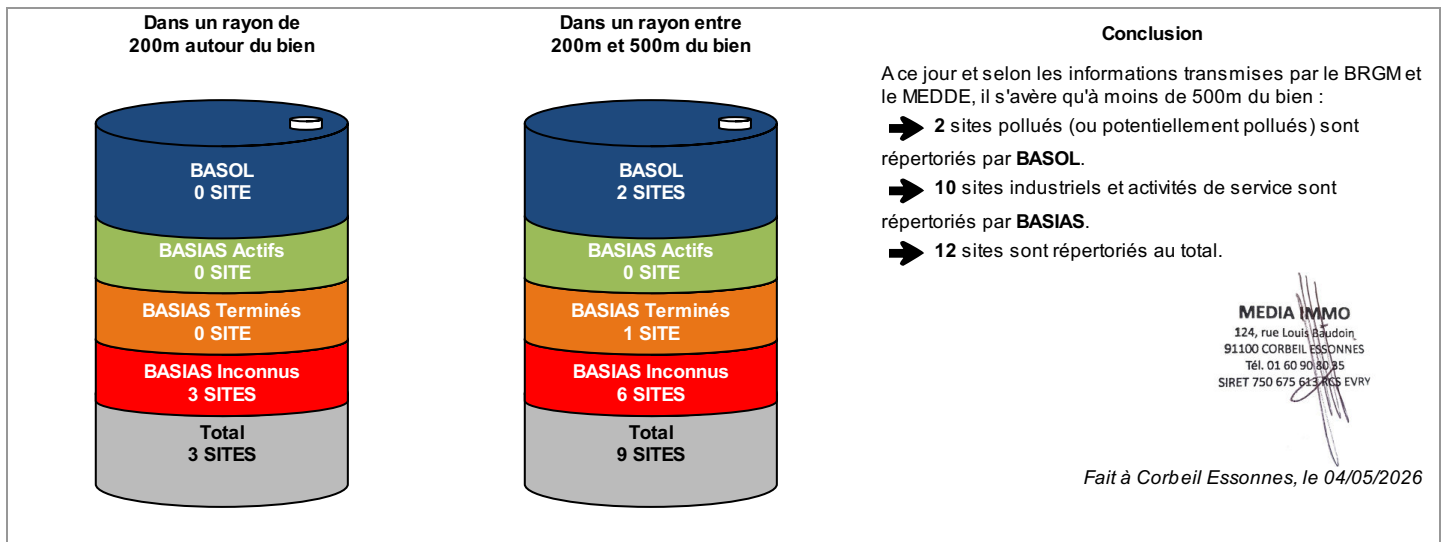 Dans un rayon de
200m autour du bien
BASOL
0 SITE
BASIAS Actifs
0 SITE
BASIAS Terminés
0 SITE
BASIAS Inconnus
3 SITES
Total
3 SITES
Dans un rayon entre
200m et 500m du bien
BASOL
2 SITES
BASIAS Actifs
0 SITE
BASIAS Terminés
1 SITE
BASIAS Inconnus
6 SITES
Total
9 SITES
Conclusion
A ce jour et selon les informations transmises par le BRGM et
le MEDDE, il s'avère qu'à moins de 500m du bien :
2 sites pollués (ou potentiellement pollués) sont
répertoriés par BASOL.
10 sites industriels et activités de service sont
répertoriés par BASIAS.
12 sites sont répertoriés au total.
MEDIA IMMO
124, rue Louis Baudoin
91100 CORBEIL ESSONNES
Tél. 01 60 90 80 85
SIRET 750 675 613 RCS EVRY
Fait à Corbeil Essonnes, le 04/05/2026